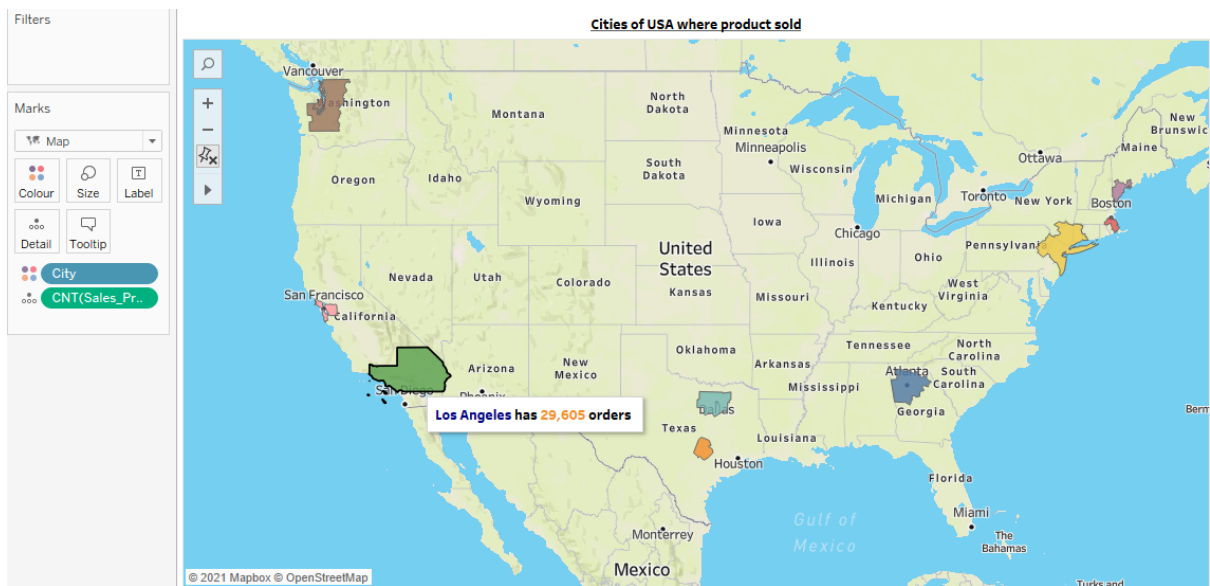 Filters
Marks
Map
Colour
Size
Label
Detail
Tooltip
City
CNT(Sales_Pr..
Cities of USA where product sold
Vancouver
Washington
Montana
North
Dakota
Minnesota
Minneapolis
Ottawa
Maine
New
Brunswic
Oregon
Idaho
South
Dakota
Wisconsin
Michigan
Toronto
New York
Boston
Wyoming
Iowa
Chicago
Pennsylvania
Nevada
Utah
Colorado
United
States
Kansas
Illinois
Ohio
Missouri
West
Virginia
Kentucky
San Francisco
California
Arizona
New
Mexico
Oklahoma
Arkansas
Tennessee
North
Carolina
Atlanta
South
Carolina
Mississippi
Georgia
San Diego
Phoenix
Dallas
Los Angeles has 29,605 orders
Texas
Louisiana
Houston
Florida
Berm
Gulf of
Mexico
Miami
The
Bahamas
Monterrey
Mexico
Turks and
© 2021 Mapbox © OpenStreetMap